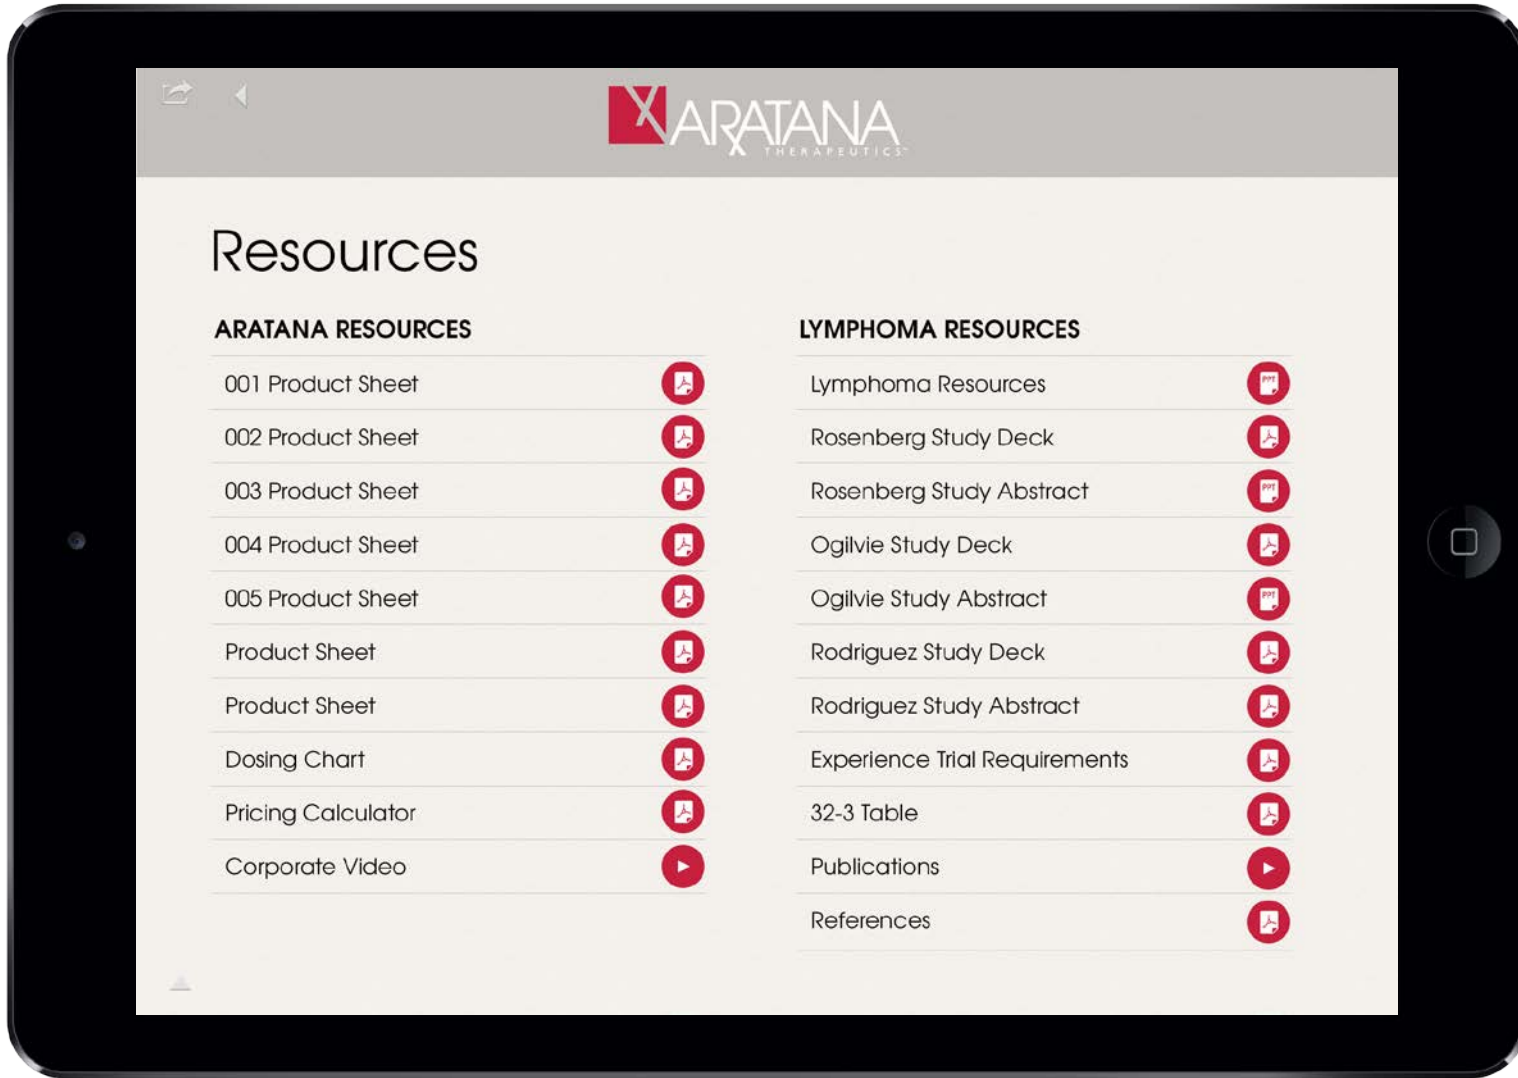 ARATANA
THERAPEUTICS
Resources
ARATANA RESOURCES
001 Product Sheet
002 Product Sheet
003 Product Sheet
004 Product Sheet
005 Product Sheet
Product Sheet
Product Sheet
Dosing Chart
Pricing Calculator
Corporate Video
LYMPHOMA RESOURCES
Lymphoma Resources
PPT
Rosenberg Study Deck
Rosenberg Study Abstract
PPT
Ogilvie Study Deck
Ogilvie Study Abstract
PPT
Rodriguez Study Deck
Rodriguez Study Abstract
Experience Trial Requirements
32-3 Table
Publications
References